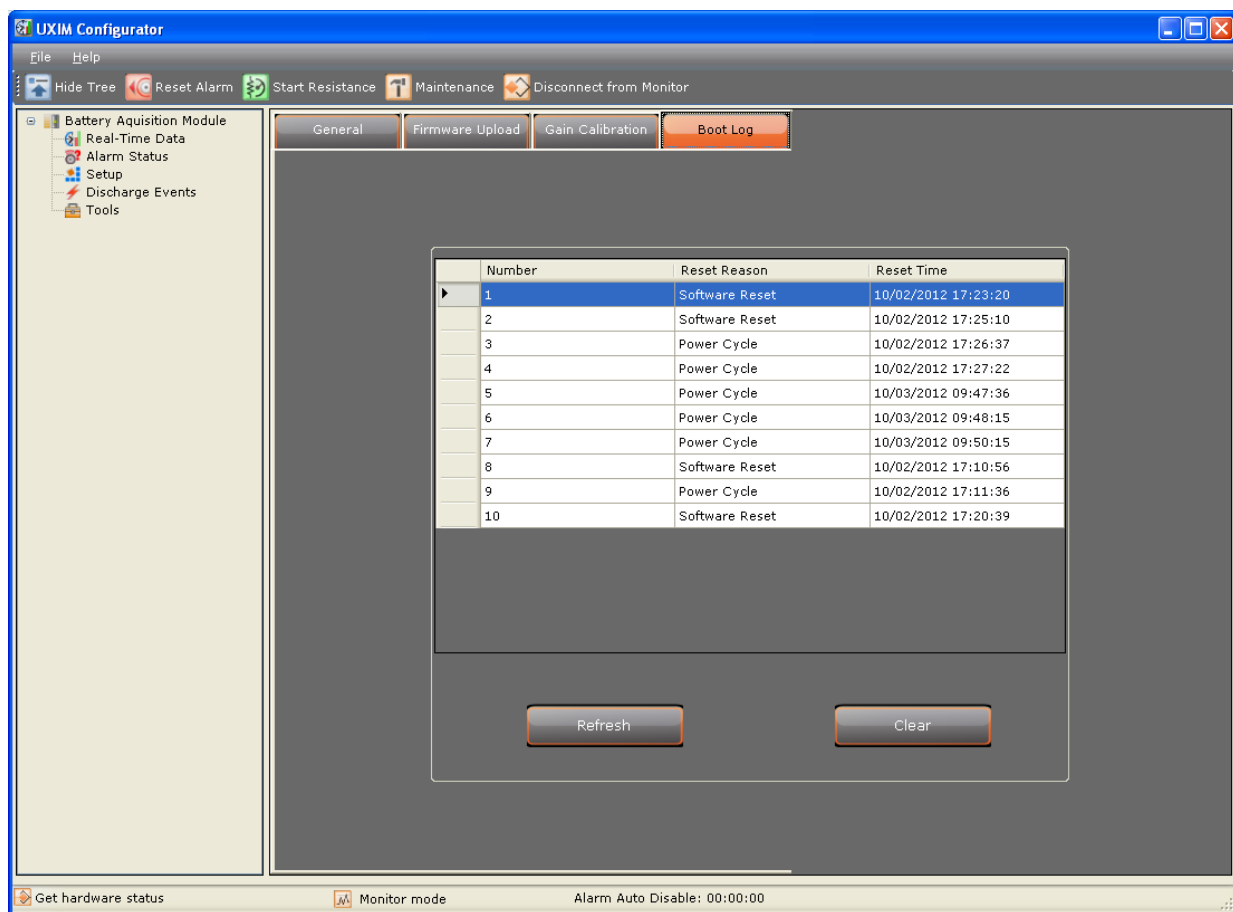 UXIM Configurator
File Help
Hide Tree Reset Alarm Start Resistance Maintenance Disconnect from Monitor
Battery Aquisition Module
Real-Time Data
Alarm Status
Setup
Discharge Events
Tools
General Firmware Upload Gain Calibration Boot Log
Number Reset Reason Reset Time
1 Software Reset 10/02/2012 17:23:20
2 Software Reset 10/02/2012 17:25:10
3 Power Cycle 10/02/2012 17:26:37
4 Power Cycle 10/02/2012 17:27:22
5 Power Cycle 10/03/2012 09:47:36
6 Power Cycle 10/03/2012 09:48:15
7 Power Cycle 10/03/2012 09:50:15
8 Software Reset 10/02/2012 17:10:56
9 Power Cycle 10/02/2012 17:11:36
10 Software Reset 10/02/2012 17:20:39
Refresh Clear
Get hardware status Monitor mode Alarm Auto Disable: 00:00:00